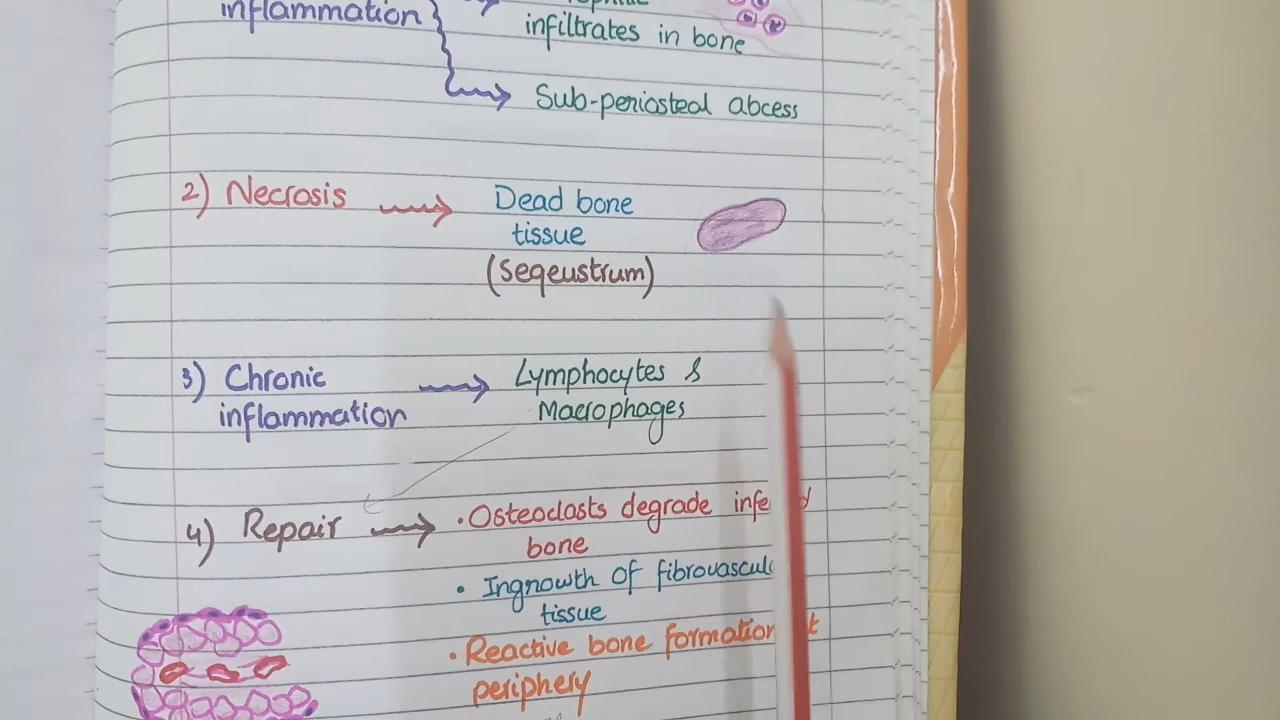 inflammation
infiltrates in bone
Sub-periosteal abcess
2) Necrosis → Dead bone
tissue
(Seqeustrum)
3) Chronic → Lymphocytes &
inflammation Macrophages
4) Repair → • Osteoclasts degrade
bone
• Ingrowth of
tissue
• Reactive bone formation
periphery